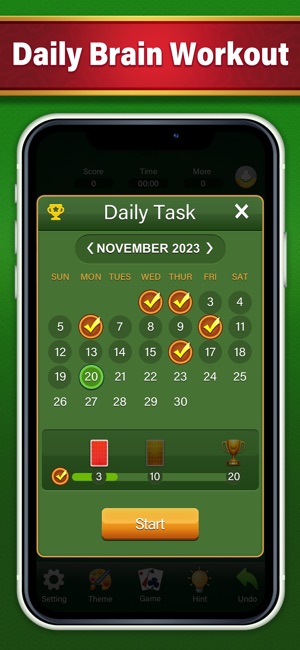 Daily Brain Workout
Score Time More
0 00:00 0
Daily Task ×
< NOVEMBER 2023 >
SUN MON TUES WED THUR FRI SAT
3 4
5 7 8 9 11
12 13 14 15 17 18
19 20 21 22 23 24 25
26 27 28 29 30
3 10 20
Start
Setting Theme Game Hint Undo